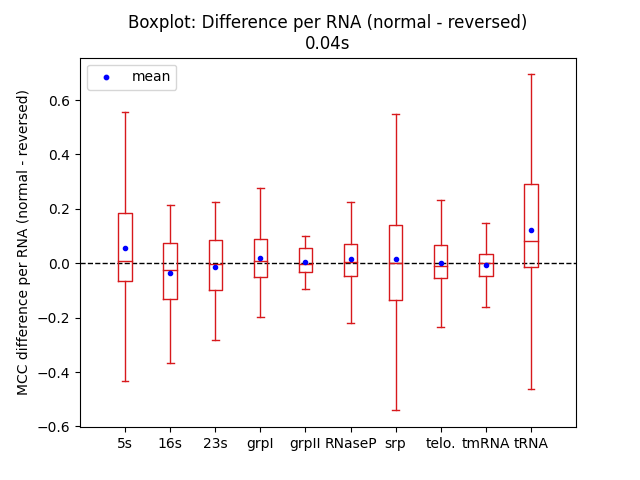 Boxplot: Difference per RNA (normal - reversed)
0.04s
mean
MCC difference per RNA (normal - reversed)
0.6
0.4
0.2
0.0
−0.2
−0.4
−0.6
5s 16s 23s grpI grpII RNaseP srp telo. tmRNA tRNA